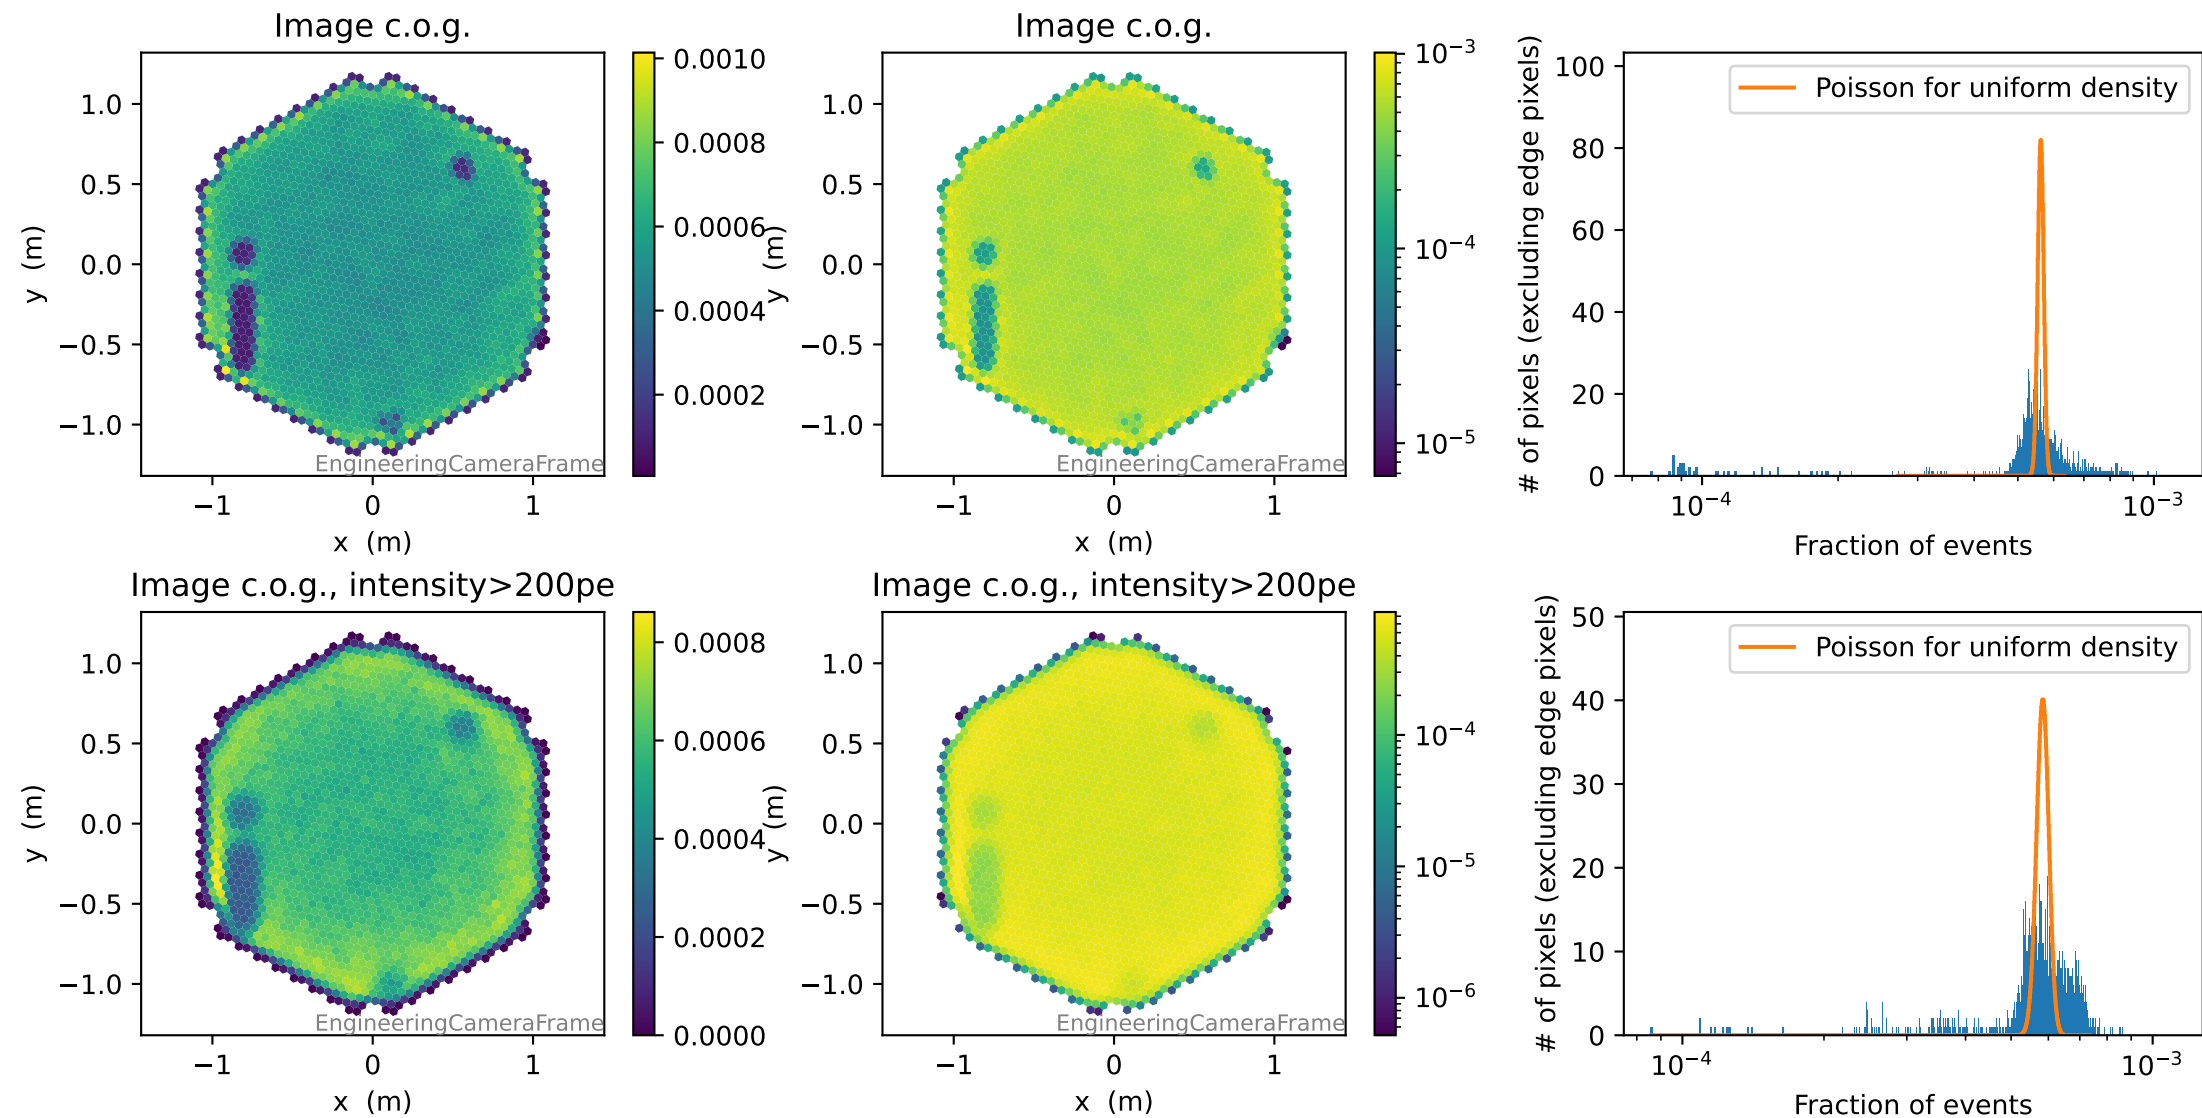 Image c.o.g.
1.0
0.5
0.0
−0.5
−1.0
y (m)
EngineeringCameraFrame
−1 0 1
x (m)
0.0010
0.0008
0.0006
0.0004
0.0002
Image c.o.g.
1.0
0.5
0.0
−0.5
−1.0
y (m)
EngineeringCameraFrame
−1 0 1
x (m)
10⁻³
10⁻⁴
10⁻⁵
# of pixels (excluding edge pixels)
100
80
60
40
20
0
Poisson for uniform density
10⁻⁴ 10⁻³
Fraction of events
Image c.o.g., intensity>200pe
1.0
0.5
0.0
−0.5
−1.0
y (m)
EngineeringCameraFrame
−1 0 1
x (m)
0.0008
0.0006
0.0004
0.0002
0.0000
Image c.o.g., intensity>200pe
1.0
0.5
0.0
−0.5
−1.0
y (m)
EngineeringCameraFrame
−1 0 1
x (m)
10⁻⁴
10⁻⁵
10⁻⁶
# of pixels (excluding edge pixels)
50
40
30
20
10
0
Poisson for uniform density
10⁻⁴ 10⁻³
Fraction of events